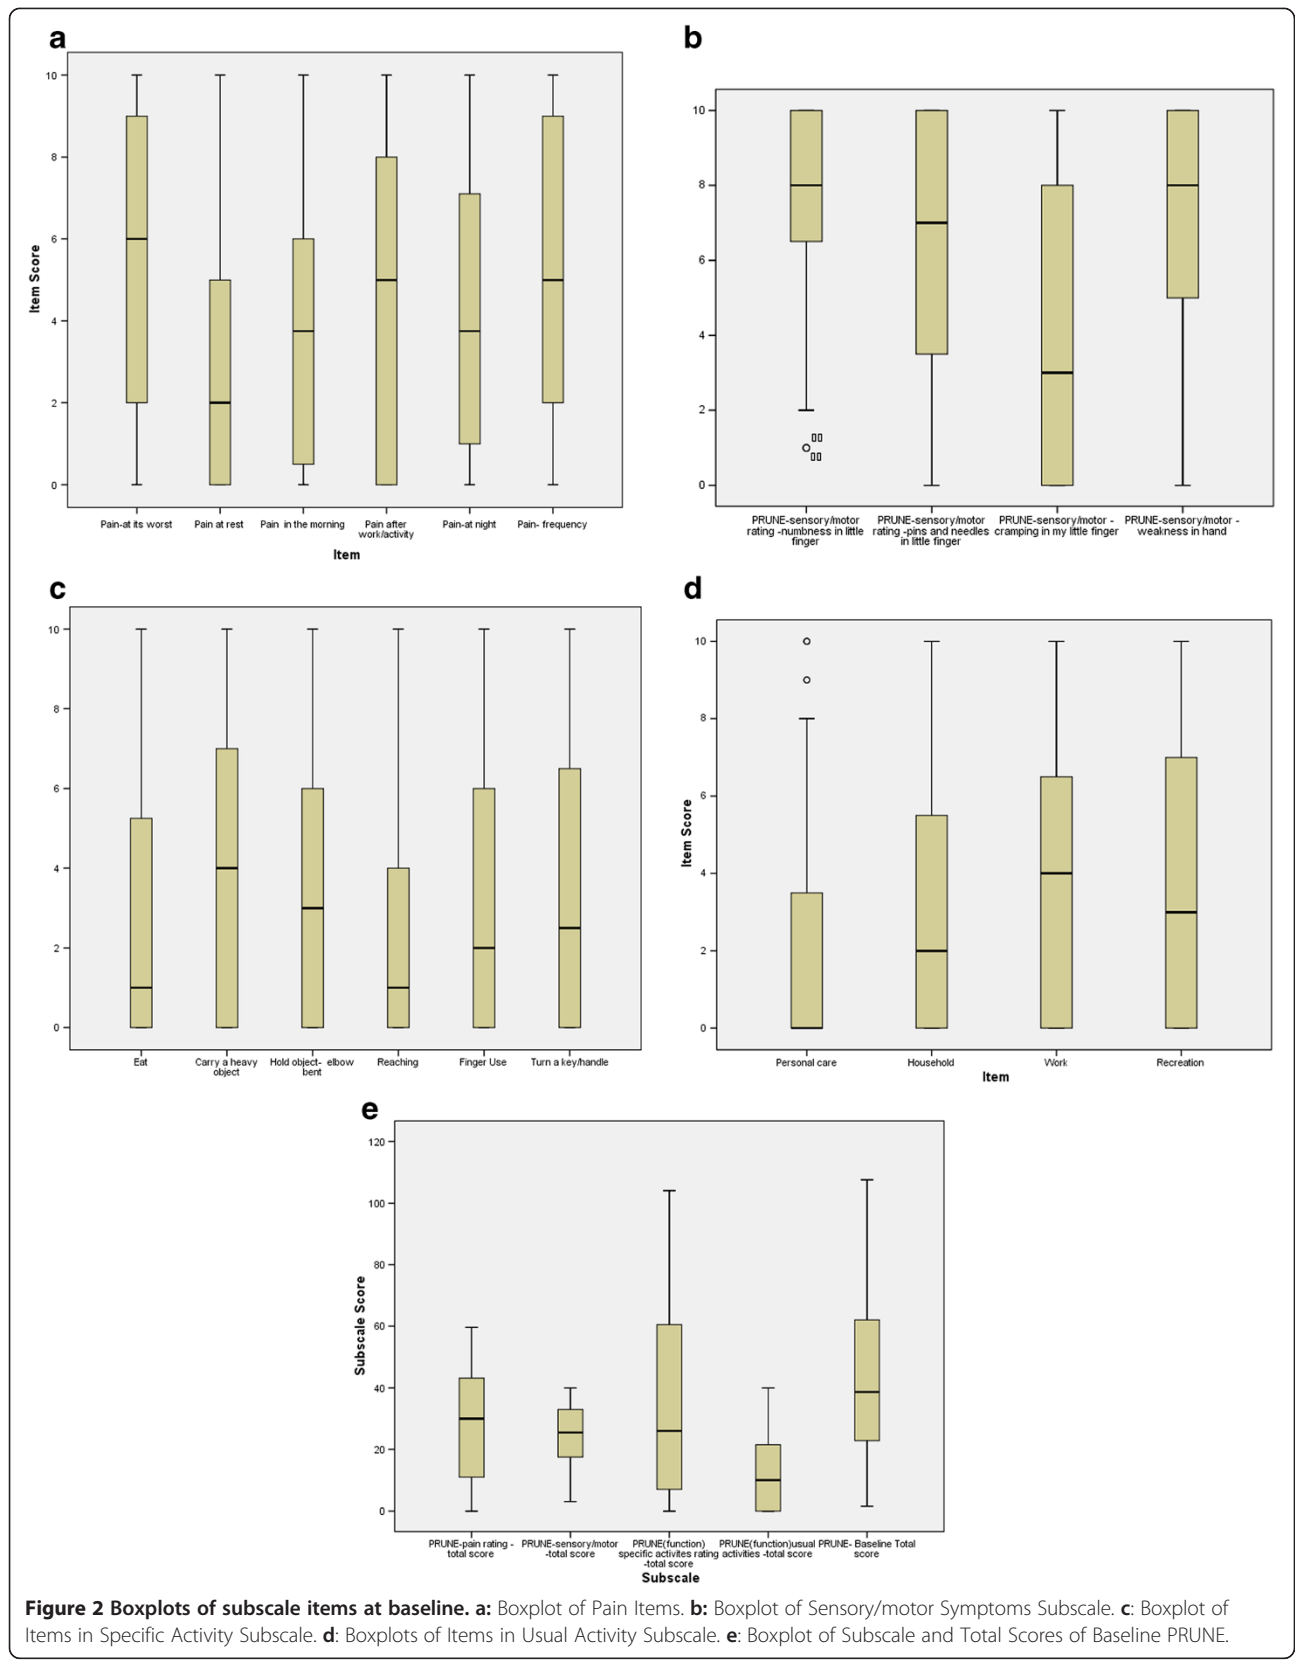 a
10
8
6
4
2
0
Item Score
Pain-at its worst
Pain at rest
Pain in the morning
Pain after
work/activity
Pain-at night
Pain- frequency
Item
b
10
8
6
4
2
0
PRUNE-sensory/motor
rating -numbness in little
finger
PRUNE-sensory/motor
rating -pins and needles
in little finger
PRUNE-sensory/motor -
cramping in my little finger
PRUNE-sensory/motor -
weakness in hand
c
10
8
6
4
2
0
Eat
Carry a heavy
object
Hold object- elbow
bent
Reaching
Finger Use
Turn a key/handle
d
10
8
6
4
2
0
Item Score
Personal care
Household
Work
Recreation
Item
e
120
100
80
60
40
20
0
Subscale Score
PRUNE-pain rating -
total score
PRUNE-sensory/motor
-total score
PRUNE(function)
specific activites rating
-total score
PRUNE(function)usual
activities -total score
PRUNE- Baseline Total
score
Subscale
Figure 2 Boxplots of subscale items at baseline. a: Boxplot of Pain Items. b: Boxplot of Sensory/motor Symptoms Subscale. c: Boxplot of
Items in Specific Activity Subscale. d: Boxplots of Items in Usual Activity Subscale. e: Boxplot of Subscale and Total Scores of Baseline PRUNE.